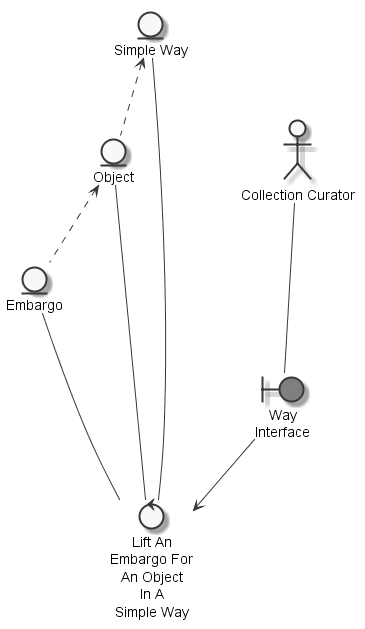 Simple Way
Object
Collection Curator
Embargo
Way
Interface
Lift An
Embargo For
An Object
In A
Simple Way